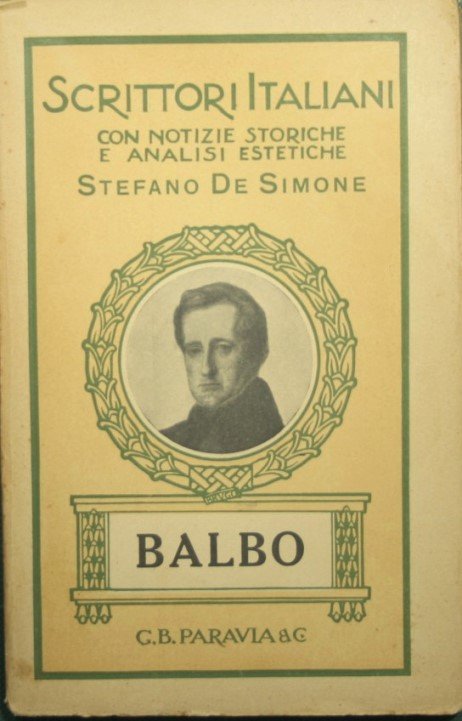 SCRITTORI ITALIANI
CON NOTIZIE STORICHE
E ANALISI ESTETICHE
STEFANO DE SIMONE
BALBO
G.B. PARAVIA & C